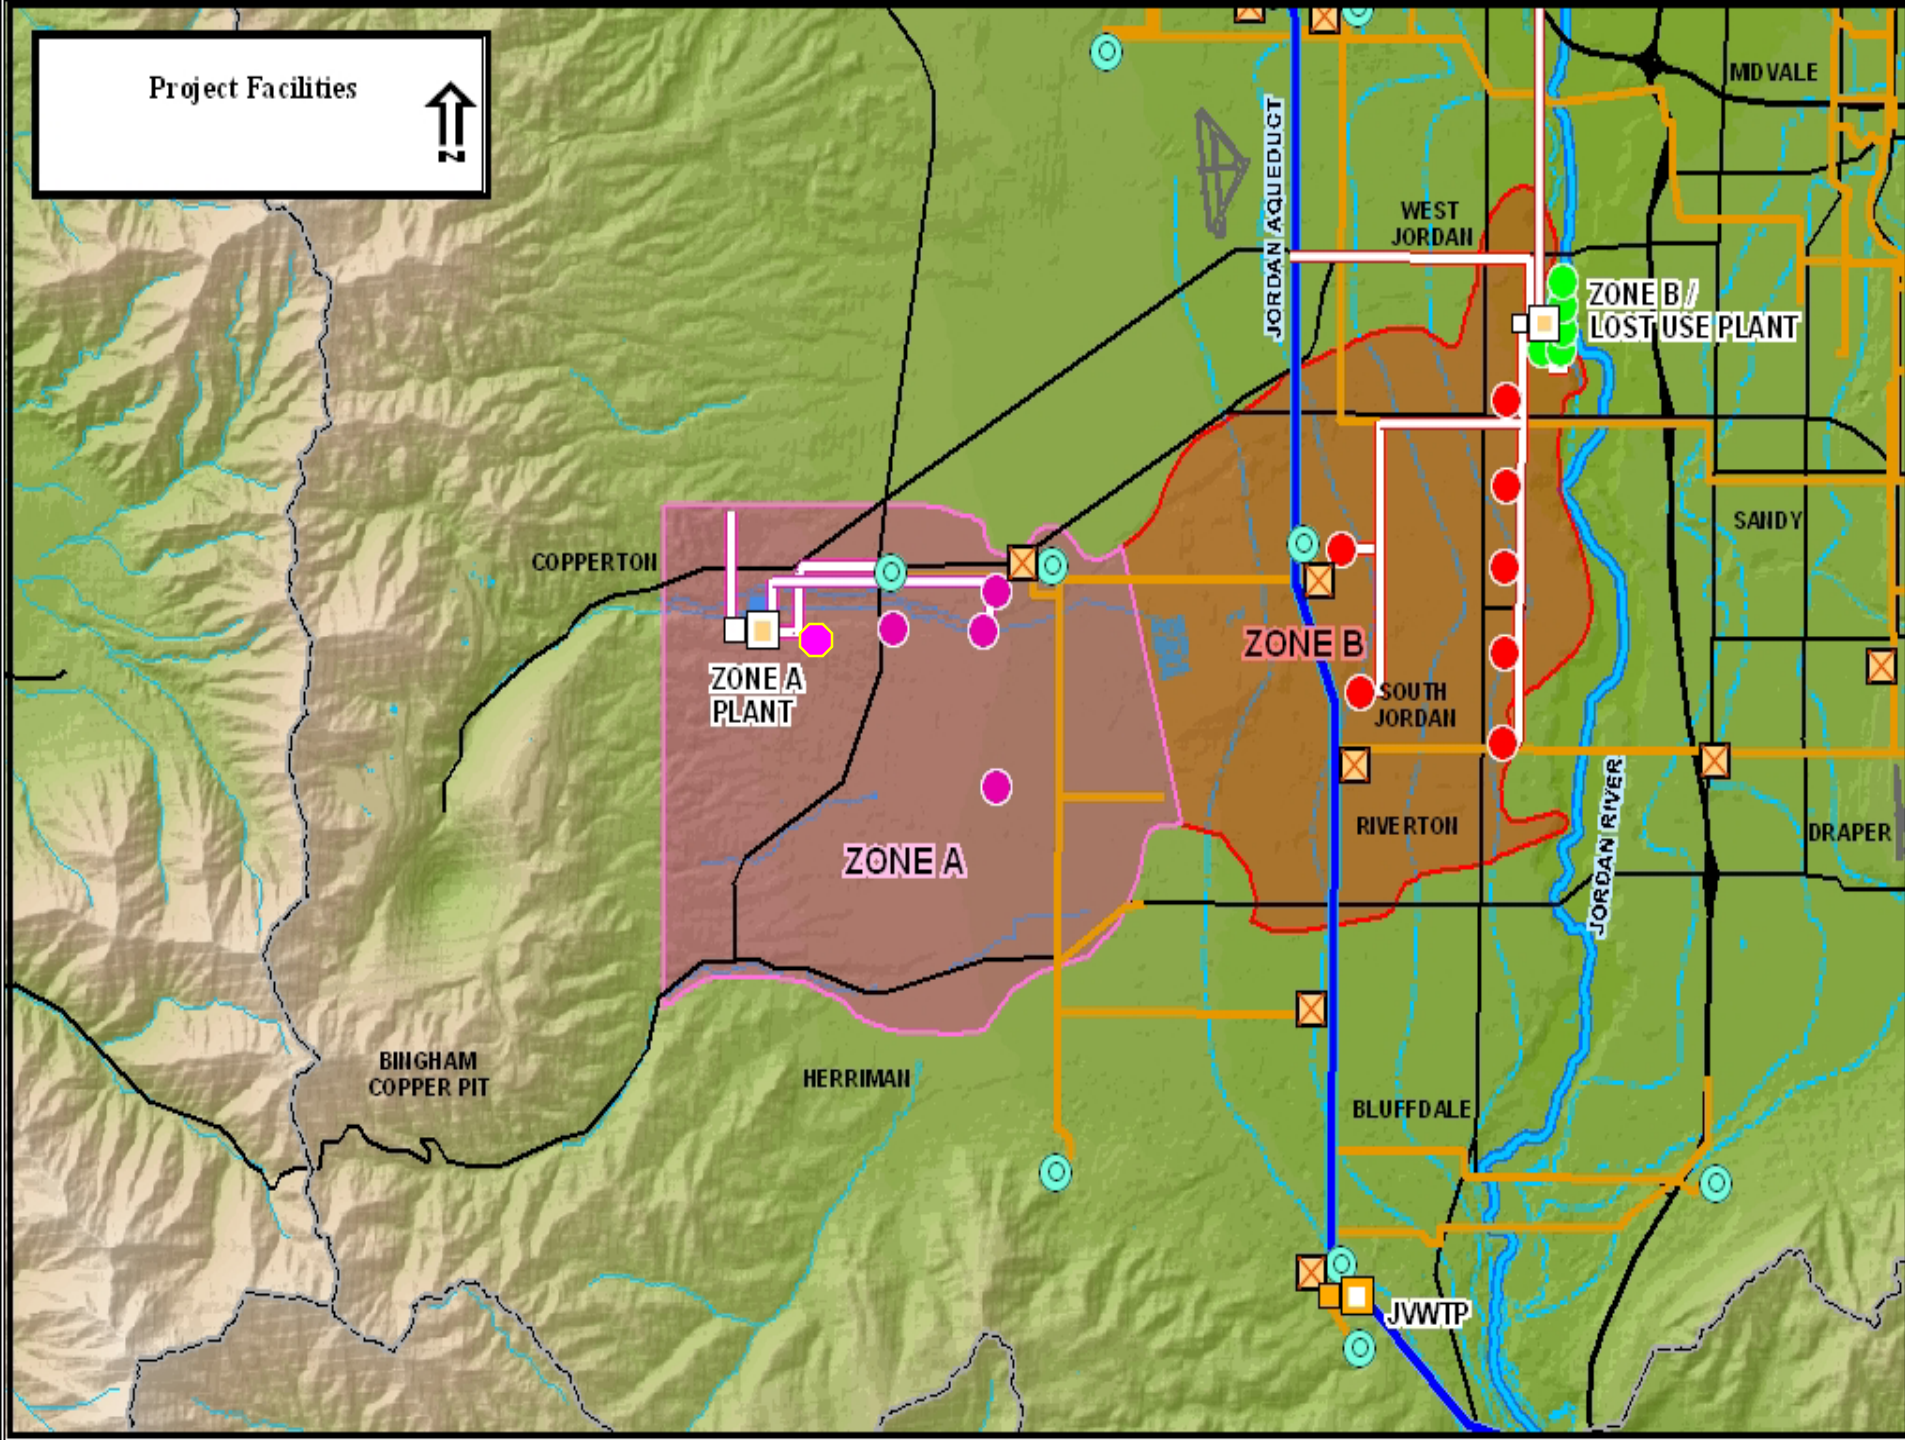 Project Facilities
N
MIDVALE
JORDAN AQUEDUCT
WEST
JORDAN
ZONE B /
LOST USE PLANT
SANDY
COPPERTON
ZONE B
ZONE A
PLANT
SOUTH
JORDAN
RIVERTON
JORDAN RIVER
DRAPER
ZONE A
BINGHAM
COPPER PIT
HERRIMAN
BLUFFDALE
JVWTP